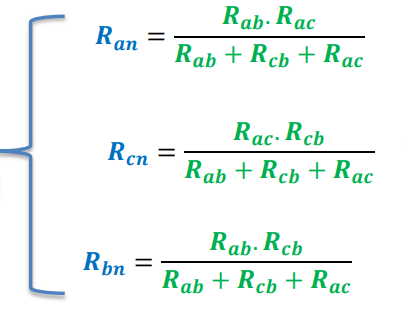 R_an = (R_ab · R_ac) / (R_ab + R_cb + R_ac)
R_cn = (R_ac · R_cb) / (R_ab + R_cb + R_ac)
R_bn = (R_ab · R_cb) / (R_ab + R_cb + R_ac)